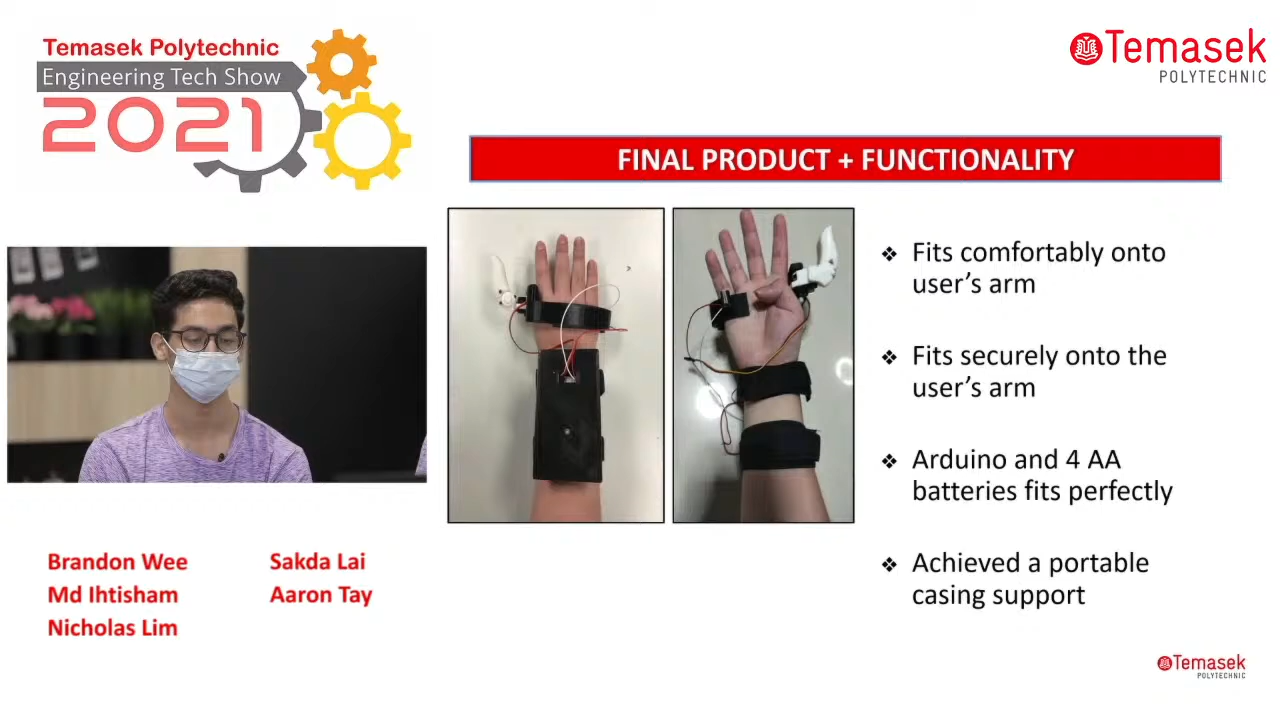 Temasek Polytechnic
Engineering Tech Show
2021
Temasek
POLYTECHNIC
FINAL PRODUCT + FUNCTIONALITY
❖ Fits comfortably onto
user's arm
❖ Fits securely onto the
user's arm
❖ Arduino and 4 AA
batteries fits perfectly
❖ Achieved a portable
casing support
Brandon Wee
Md Ihtisham
Nicholas Lim
Sakda Lai
Aaron Tay
Temasek
POLYTECHNIC